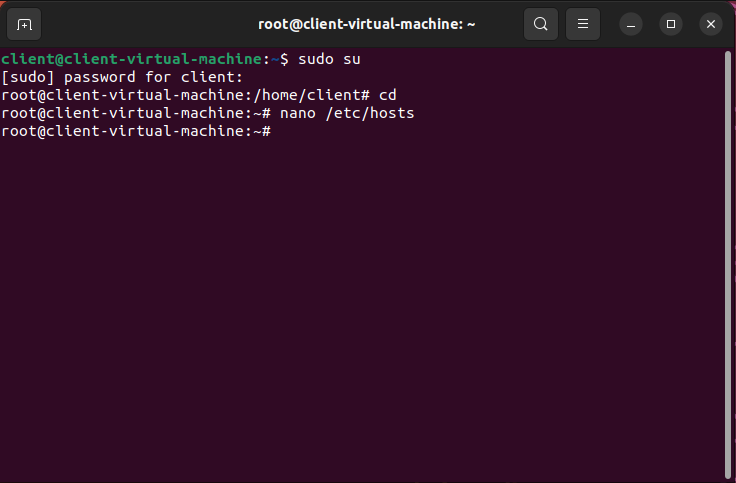 root@client-virtual-machine: ~
client@client-virtual-machine:~$ sudo su
[sudo] password for client:
root@client-virtual-machine:/home/client# cd
root@client-virtual-machine:~# nano /etc/hosts
root@client-virtual-machine:~#